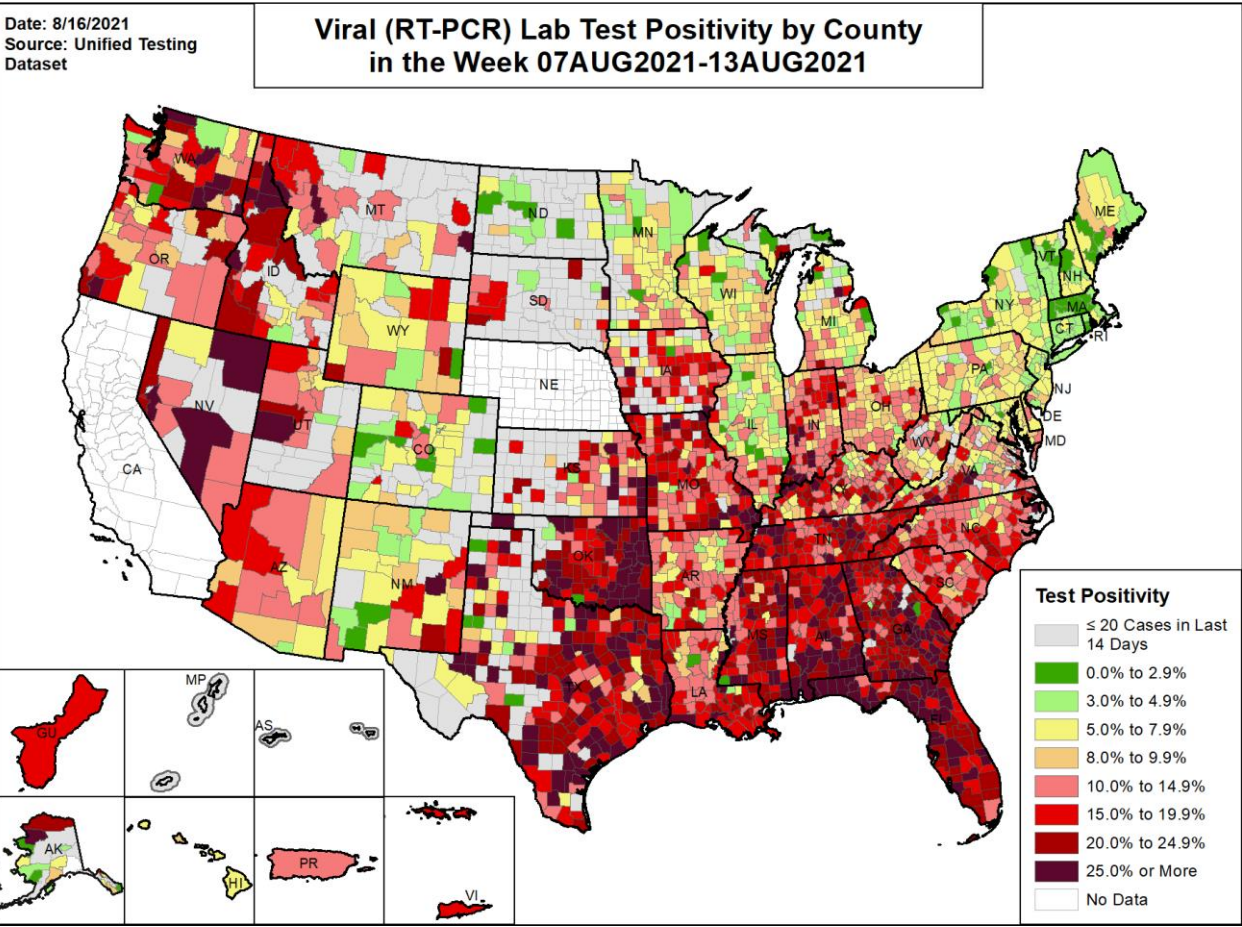 Date: 8/16/2021
Source: Unified Testing
Dataset
Viral (RT-PCR) Lab Test Positivity by County
in the Week 07AUG2021-13AUG2021
WA
MT
ND
MN
ME
OR
ID
SD
WI
MI
VT
NH
NY
MA
CT
RI
WY
IA
PA
NJ
NE
NV
UT
CO
IL
IN
OH
DE
MD
WV
VA
CA
KS
MO
KY
NC
AZ
NM
OK
AR
TN
SC
TX
LA
MS
AL
GA
FL
GU
MP
AS
AK
HI
PR
VI
Test Positivity
≤ 20 Cases in Last
14 Days
0.0% to 2.9%
3.0% to 4.9%
5.0% to 7.9%
8.0% to 9.9%
10.0% to 14.9%
15.0% to 19.9%
20.0% to 24.9%
25.0% or More
No Data